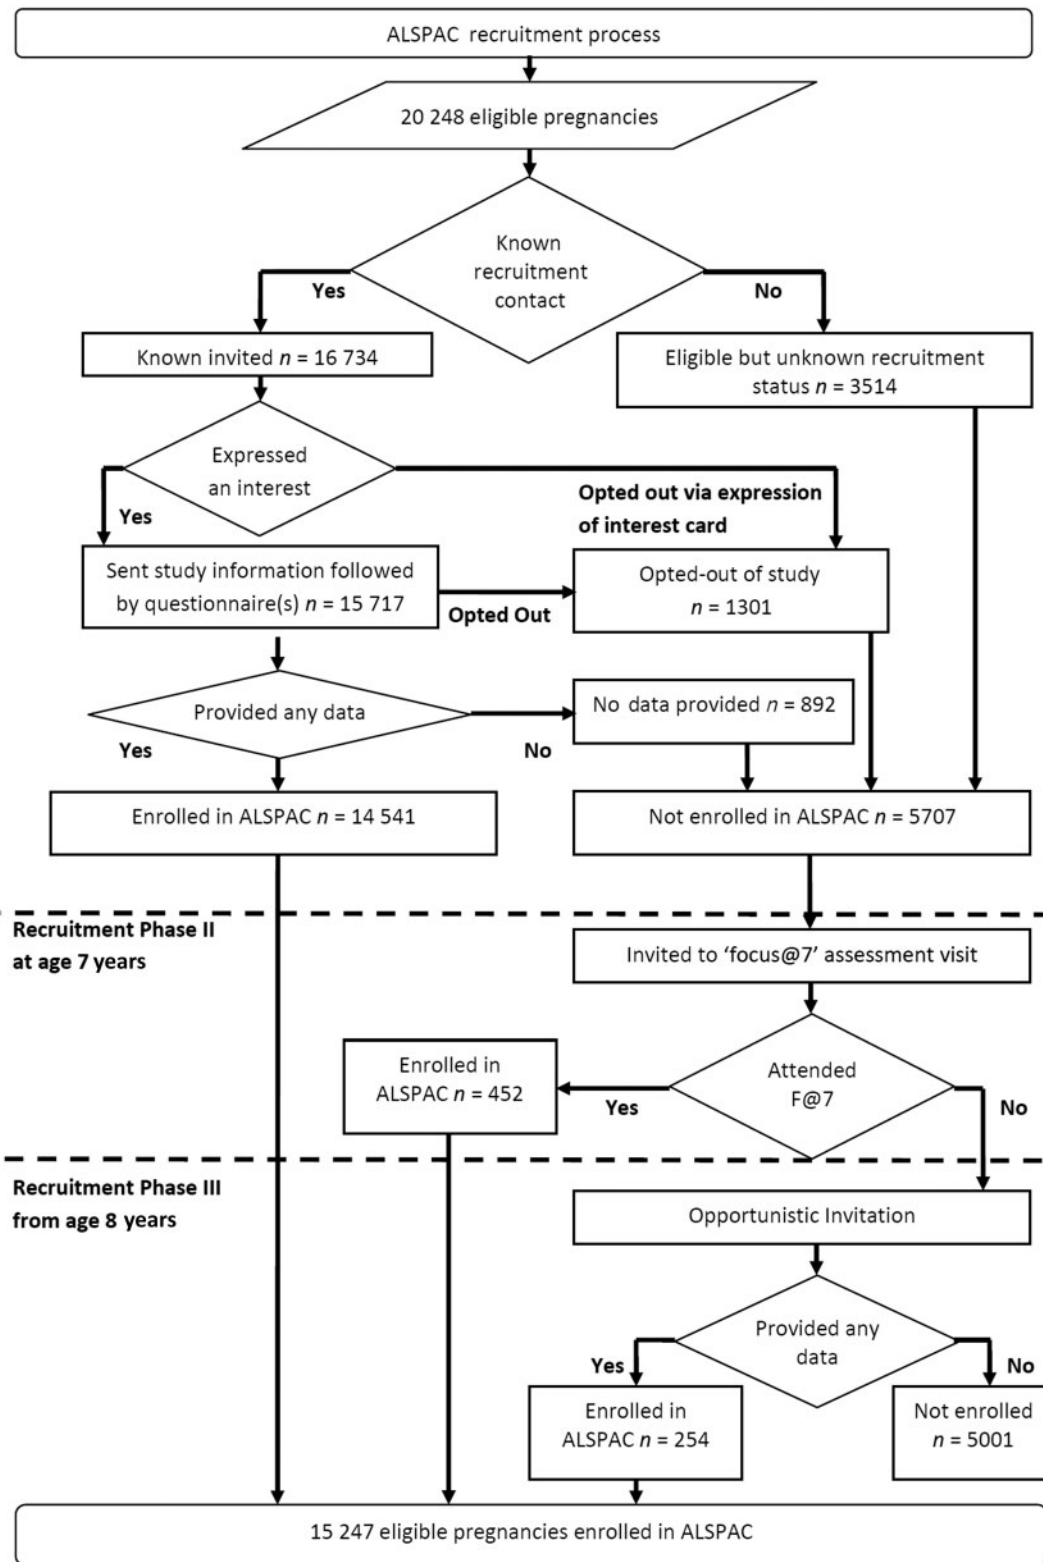 ALSPAC recruitment process
20 248 eligible pregnancies
Known
recruitment
contact
Yes
No
Known invited n = 16 734
Eligible but unknown recruitment
status n = 3514
Expressed
an interest
Yes
Opted out via expression
of interest card
Sent study information followed
by questionnaire(s) n = 15 717
Opted Out
Opted-out of study
n = 1301
Provided any data
Yes
No
No data provided n = 892
Enrolled in ALSPAC n = 14 541
Not enrolled in ALSPAC n = 5707
Recruitment Phase II
at age 7 years
Invited to ‘focus@7’ assessment visit
Attended
F@7
Yes
No
Enrolled in
ALSPAC n = 452
Recruitment Phase III
from age 8 years
Opportunistic Invitation
Provided any
data
Yes
No
Enrolled in
ALSPAC n = 254
Not enrolled
n = 5001
15 247 eligible pregnancies enrolled in ALSPAC